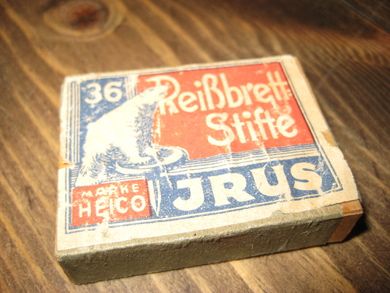 36
Reißbrett-
Stifte
MARKE
HEICO
JRUS